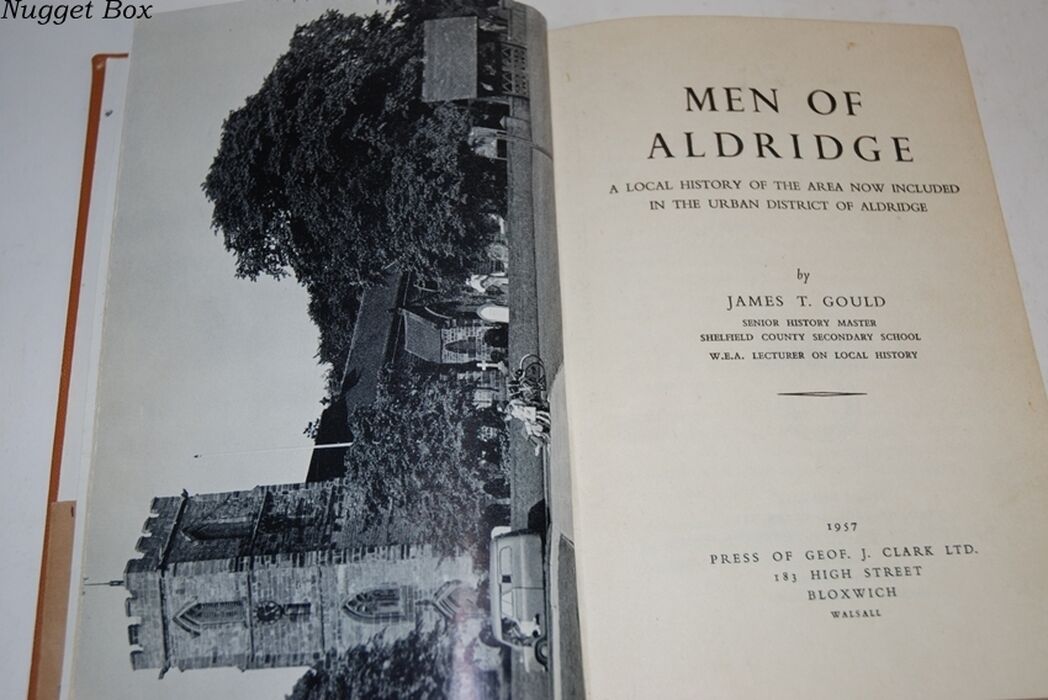 Nugget Box
MEN OF
ALDRIDGE
A LOCAL HISTORY OF THE AREA NOW INCLUDED
IN THE URBAN DISTRICT OF ALDRIDGE
by
JAMES T. GOULD
SENIOR HISTORY MASTER
SHELFIELD COUNTY SECONDARY SCHOOL
W.E.A. LECTURER ON LOCAL HISTORY
1957
PRESS OF GEOF. J. CLARK LTD.
183 HIGH STREET
BLOXWICH
WALSALL